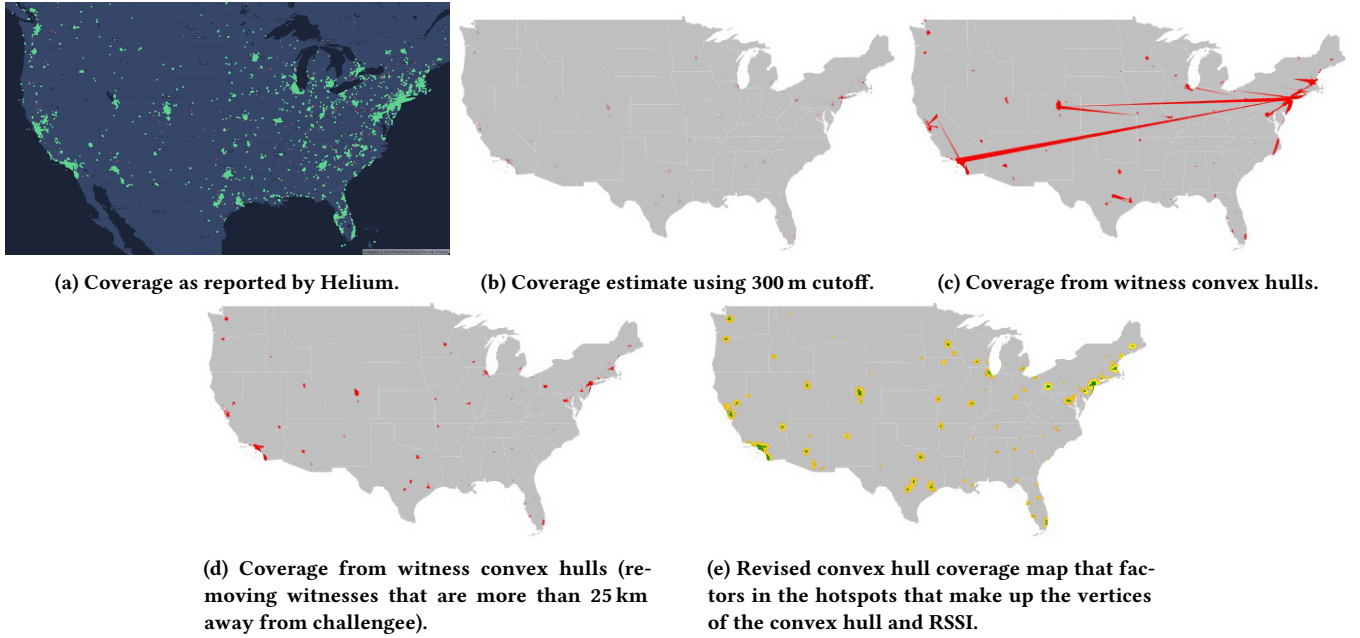 (a) Coverage as reported by Helium.
(b) Coverage estimate using 300 m cutoff.
(c) Coverage from witness convex hulls.
(d) Coverage from witness convex hulls (re-
moving witnesses that are more than 25 km
away from challengee).
(e) Revised convex hull coverage map that fac-
tors in the hotspots that make up the vertices
of the convex hull and RSSI.